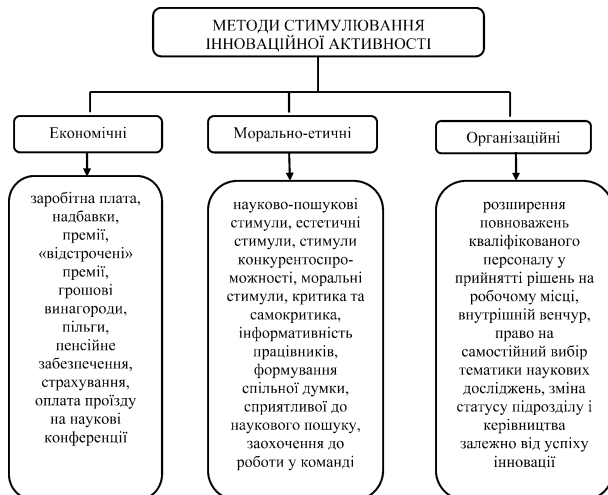 МЕТОДИ СТИМУЛЮВАННЯ
ІННОВАЦІЙНОЇ АКТИВНОСТІ
Економічні
заробітна плата,
надбавки,
премії,
«відстрочені»
премії,
грошові
винагороди,
пільги,
пенсійне
забезпечення,
страхування,
оплата проїзду
на наукові
конференції
Морально-етичні
науково-пошукові
стимули, естетичні
стимули, стимули
конкурентоспро-
можності, моральні
стимули, критика та
самокритика,
інформативність
працівників,
формування
спільної думки,
сприятливої до
наукового пошуку,
заохочення до
роботи у команді
Організаційні
розширення
повноважень
кваліфікованого
персоналу у
прийнятті рішень на
робочому місці,
внутрішній венчур,
право на
самостійний вибір
тематики наукових
досліджень, зміна
статусу підрозділу і
керівництва
залежно від успіху
інновації